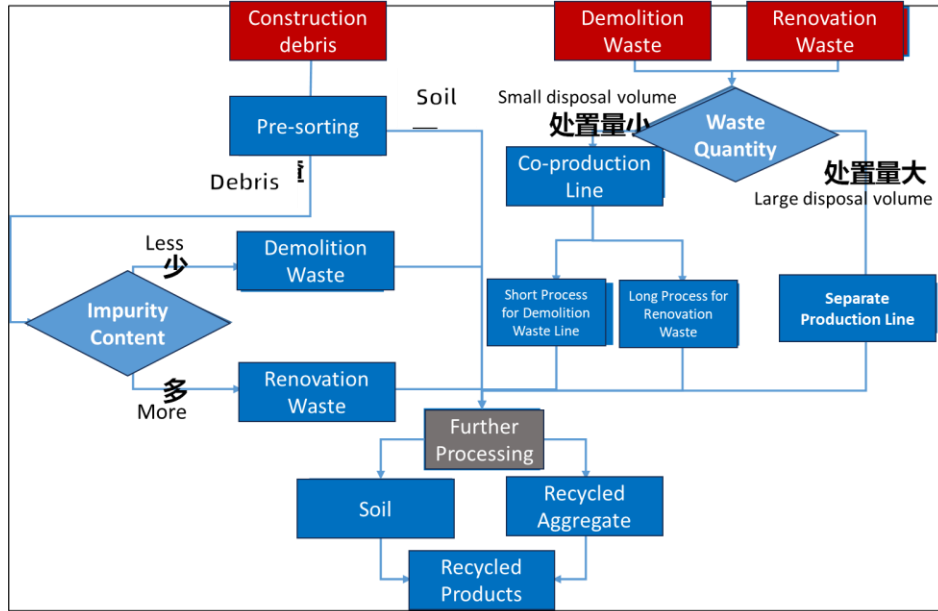 Construction
debris
Demolition
Waste
Renovation
Waste
Soil
Small disposal volume
处置量小
Waste
Quantity
Pre-sorting
Debris
Co-production
Line
处置量大
Large disposal volume
Less
少
Demolition
Waste
Impurity
Content
Short Process
for Demolition
Waste Line
Long Process for
Renovation
Waste
Separate
Production Line
多
More
Renovation
Waste
Further
Processing
Soil
Recycled
Aggregate
Recycled
Products